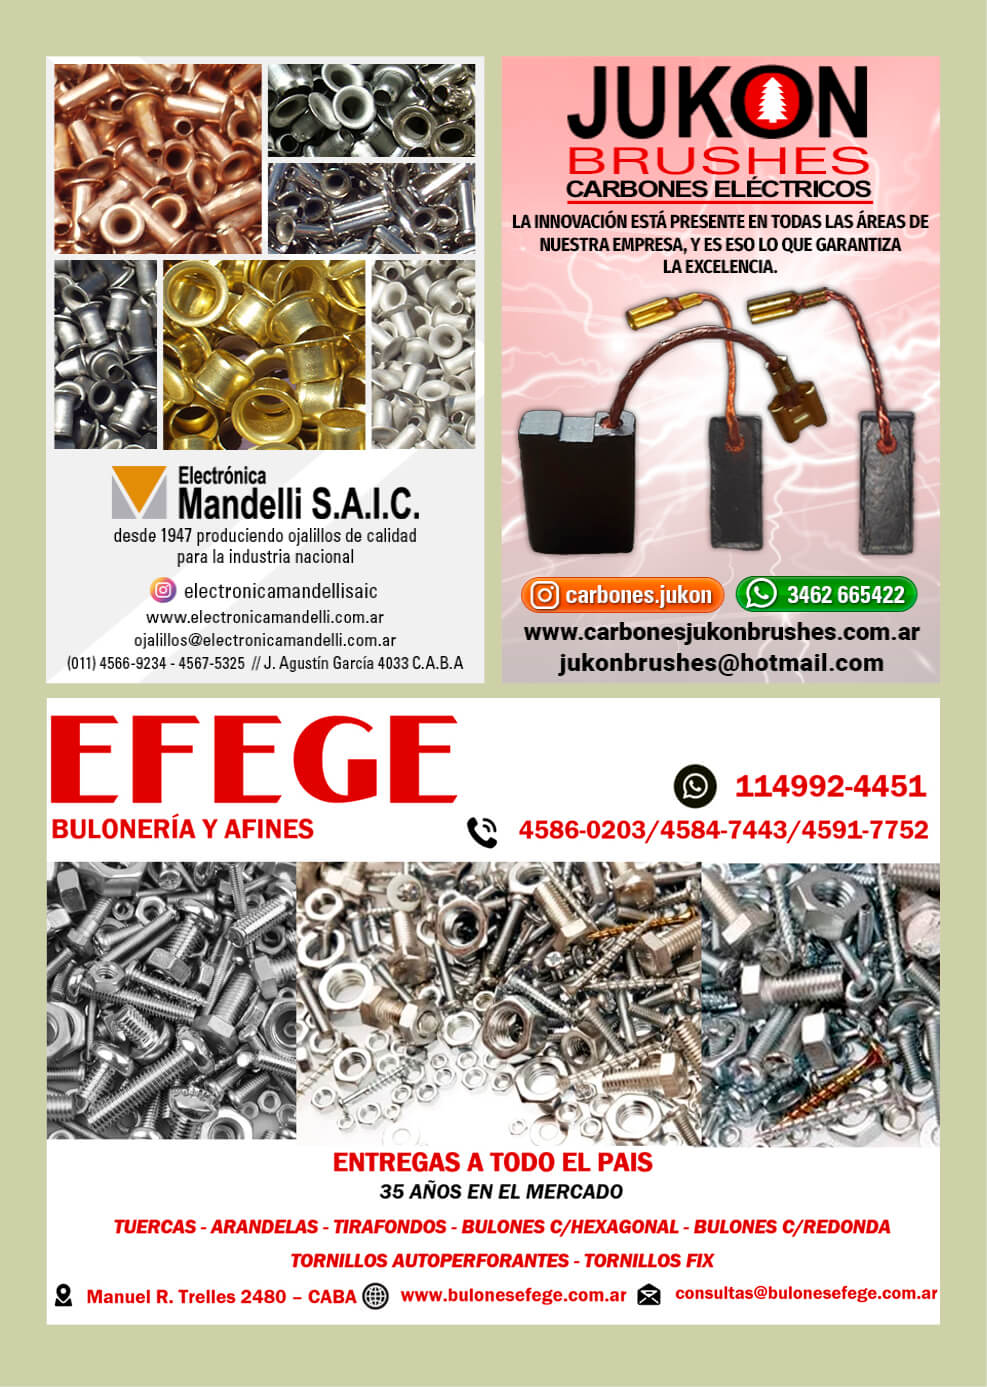 Electrónica
Mandelli S.A.I.C.
desde 1947 produciendo ojalillos de calidad
para la industria nacional
electronicamandellisaic
www.electronicamandelli.com.ar
ojalillos@electronicamandelli.com.ar
(011) 4566-9234 - 4567-5325 // J. Agustín García 4033 C.A.B.A
JUKON
BRUSHES
CARBONES ELÉCTRICOS
LA INNOVACIÓN ESTÁ PRESENTE EN TODAS LAS ÁREAS DE
NUESTRA EMPRESA, Y ES ESO LO QUE GARANTIZA
LA EXCELENCIA.
carbones.jukon
3462 665422
www.carbonesjukonbrushes.com.ar
jukonbrushes@hotmail.com
EFEGE
BULONERÍA Y AFINES
114992-4451
4586-0203/4584-7443/4591-7752
ENTREGAS A TODO EL PAIS
35 AÑOS EN EL MERCADO
TUERCAS - ARANDELAS - TIRAFONDOS - BULONES C/HEXAGONAL - BULONES C/REDONDA
TORNILLOS AUTOPERFORANTES - TORNILLOS FIX
Manuel R. Trelles 2480 – CABA
www.bulonesefege.com.ar
consultas@bulonesefege.com.ar